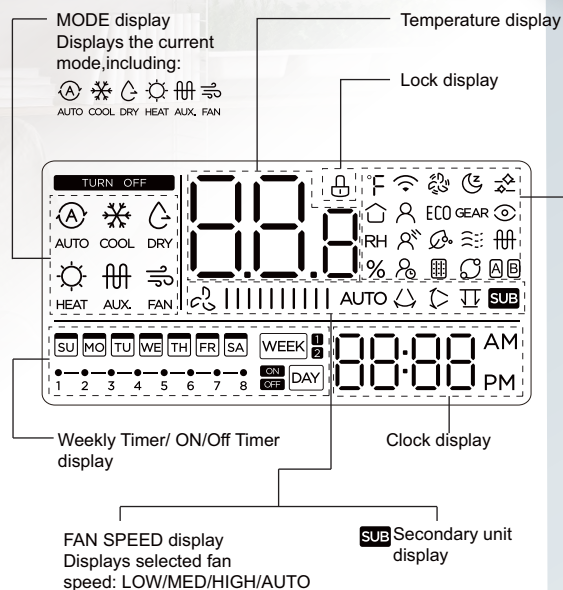 MODE display
Displays the current
mode,including:
AUTO COOL DRY HEAT AUX. FAN
Temperature display
Lock display
TURN OFF
AUTO COOL DRY
HEAT AUX. FAN
88.8
°F
ECO GEAR
RH
%
A B
AUTO SUB
SU MO TU WE TH FR SA WEEK 1 2
1 2 3 4 5 6 7 8 ON OFF DAY
88:88 AM PM
Weekly Timer/ ON/Off Timer
display
Clock display
FAN SPEED display
Displays selected fan
speed: LOW/MED/HIGH/AUTO
SUB Secondary unit
display